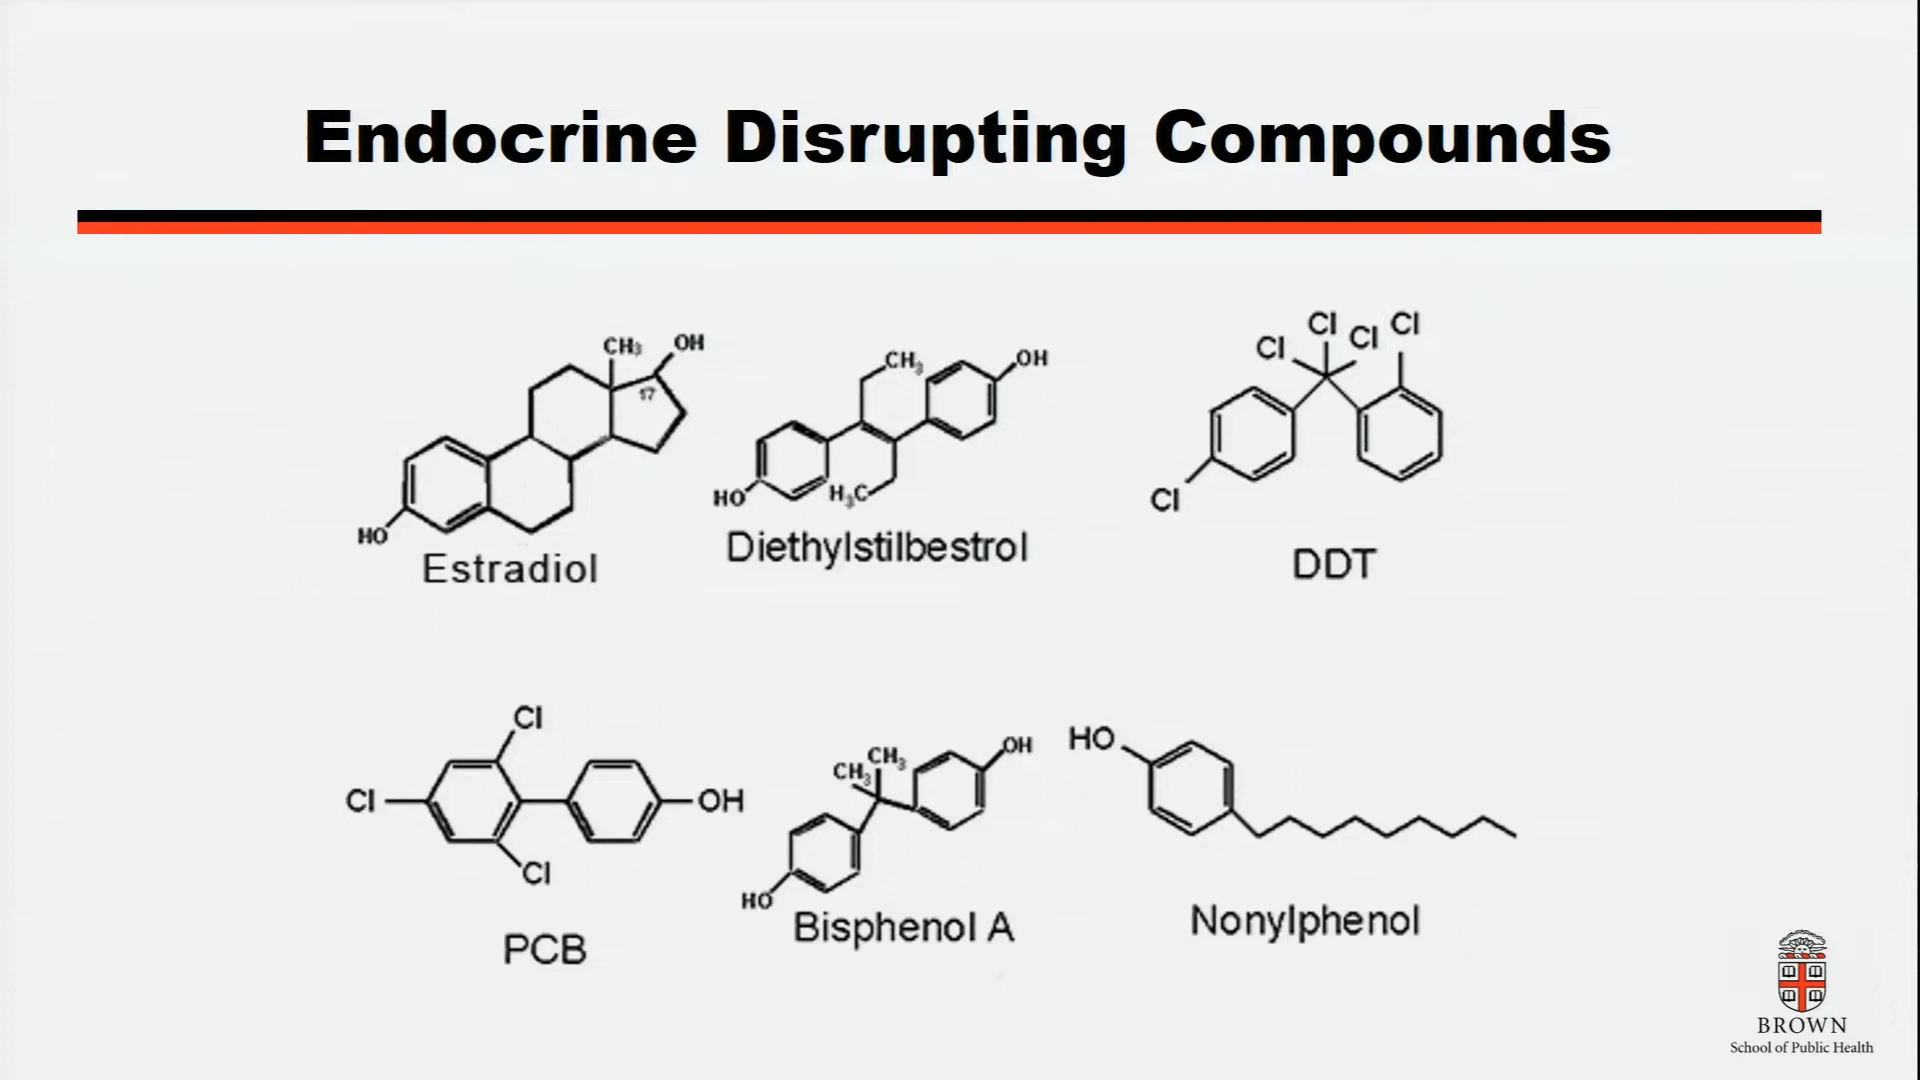 Endocrine Disrupting Compounds
CH₃
OH
17
HO
Estradiol
CH₃
OH
HO
H₃C
Diethylstilbestrol
Cl
Cl
Cl
Cl
Cl
DDT
Cl
Cl
OH
Cl
PCB
CH₃
CH₃
OH
HO
Bisphenol A
HO
Nonylphenol
BROWN
School of Public Health